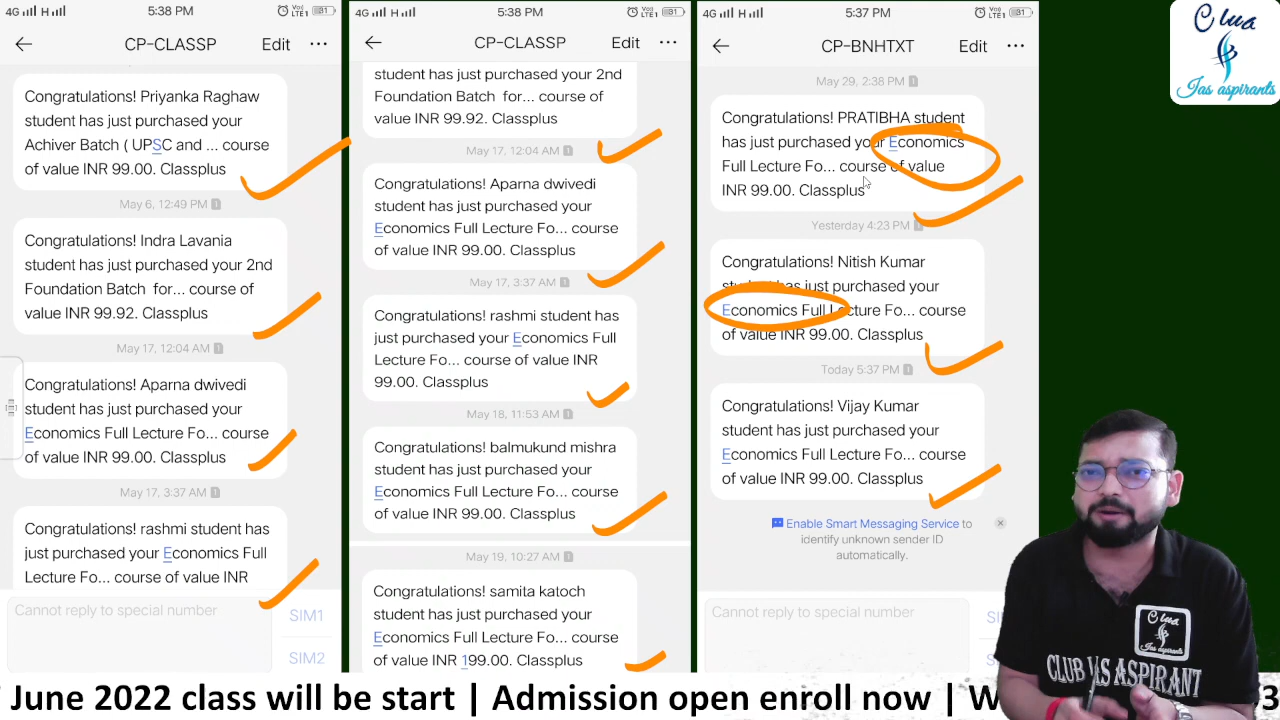 4G H 5:38 PM Vo) LTE1 31
CP-CLASSP Edit
Congratulations! Priyanka Raghaw
student has just purchased your
Achiver Batch ( UPSC and... course
of value INR 99.00. Classplus
May 6, 12:49 PM
Congratulations! Indra Lavania
student has just purchased your 2nd
Foundation Batch for... course of
value INR 99.92. Classplus
May 17, 12:04 AM
Congratulations! Aparna dwivedi
student has just purchased your
Economics Full Lecture Fo... course
of value INR 99.00. Classplus
May 17, 3:37 AM
Congratulations! rashmi student has
just purchased your Economics Full
Lecture Fo... course of value INR
Cannot reply to special number
SIM1
SIM2
4G H 5:38 PM Vo) LTE1 31
CP-CLASSP Edit
student has just purchased your 2nd
Foundation Batch for... course of
value INR 99.92. Classplus
May 17, 12:04 AM
Congratulations! Aparna dwivedi
student has just purchased your
Economics Full Lecture Fo... course
of value INR 99.00. Classplus
May 17, 3:37 AM
Congratulations! rashmi student has
just purchased your Economics Full
Lecture Fo... course of value INR
99.00. Classplus
May 18, 11:53 AM
Congratulations! balmukund mishra
student has just purchased your
Economics Full Lecture Fo... course
of value INR 99.00. Classplus
May 19, 10:27 AM
Congratulations! samita katoch
student has just purchased your
Economics Full Lecture Fo... course
of value INR 199.00. Classplus
4G H 5:37 PM Vo) LTE1 31
CP-BNHTXT Edit
May 29, 2:38 PM
Congratulations! PRATIBHA student
has just purchased your Economics
Full Lecture Fo... course of value
INR 99.00. Classplus
Yesterday 4:23 PM
Congratulations! Nitish Kumar
student has just purchased your
Economics Full Lecture Fo... course
of value INR 99.00. Classplus
Today 5:37 PM
Congratulations! Vijay Kumar
student has just purchased your
Economics Full Lecture Fo... course
of value INR 99.00. Classplus
Enable Smart Messaging Service to
identify unknown sender ID
automatically.
Cannot reply to special number
Clua
Ias aspirants
Clua
Ias aspirants
CLUB IAS ASPIRANT
June 2022 class will be start | Admission open enroll now | W